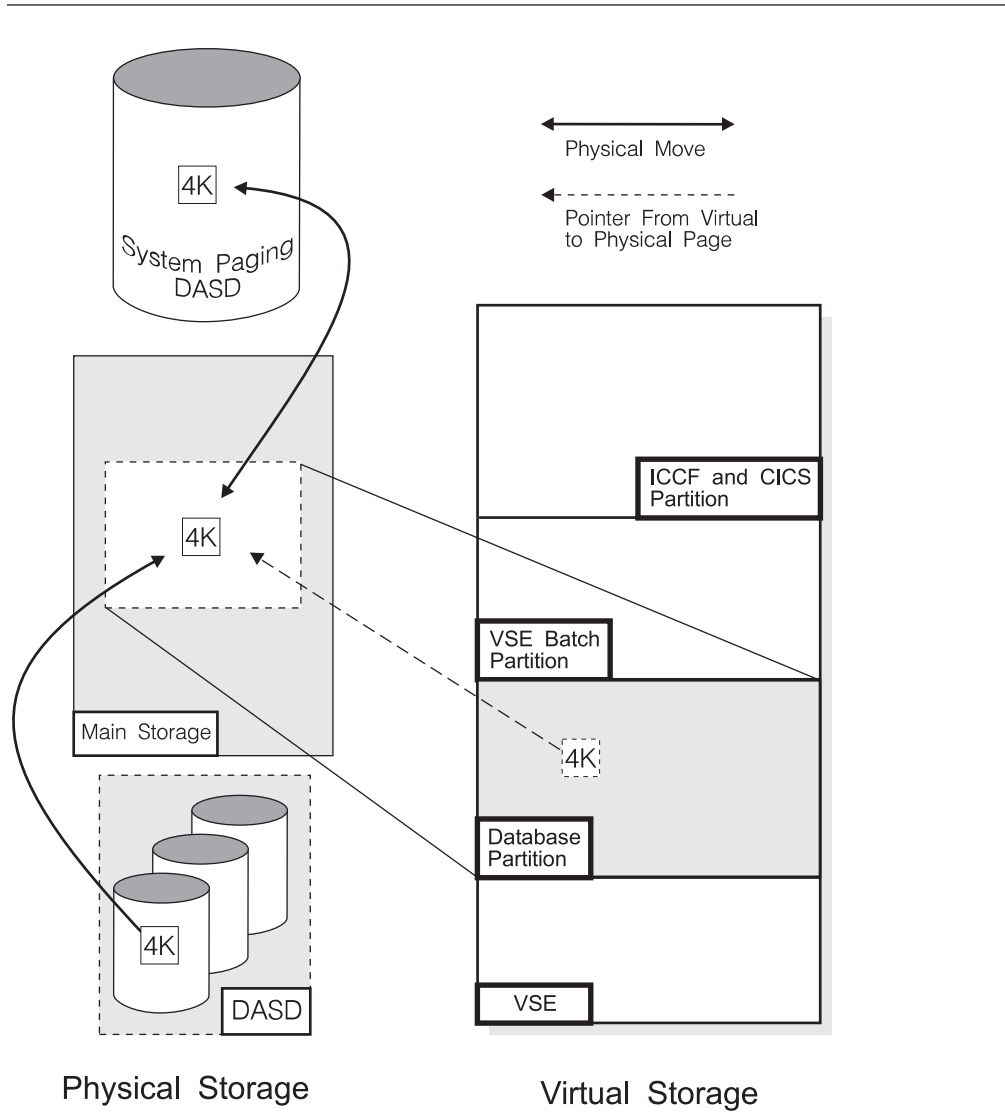 4K
System Paging
DASD
Physical Move
Pointer From Virtual
to Physical Page
ICCF and CICS
Partition
4K
VSE Batch
Partition
Main Storage
4K
Database
Partition
4K
DASD
VSE
Physical Storage
Virtual Storage